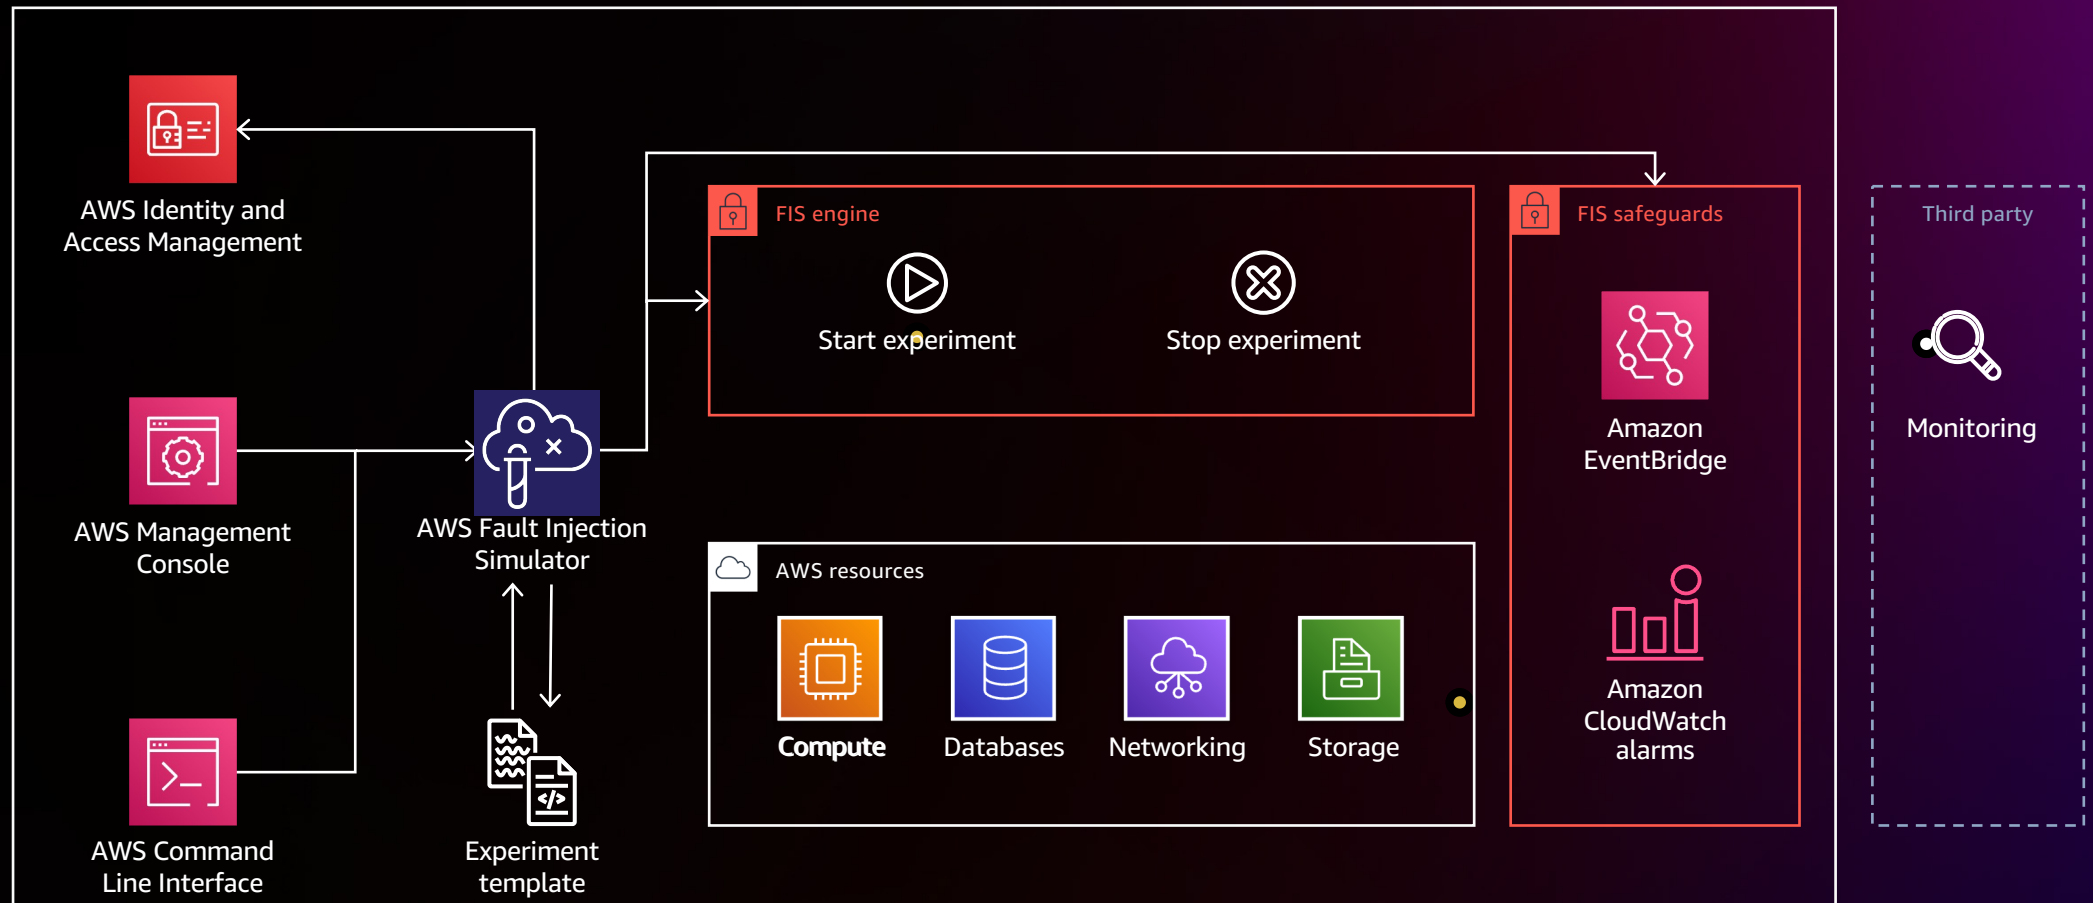 AWS Identity and
Access Management
AWS Management
Console
AWS Command
Line Interface
AWS Fault Injection
Simulator
</>
Experiment
template
FIS engine
Start experiment
Stop experiment
AWS resources
Compute
Databases
Networking
Storage
FIS safeguards
Amazon
EventBridge
Amazon
CloudWatch
alarms
Third party
Monitoring